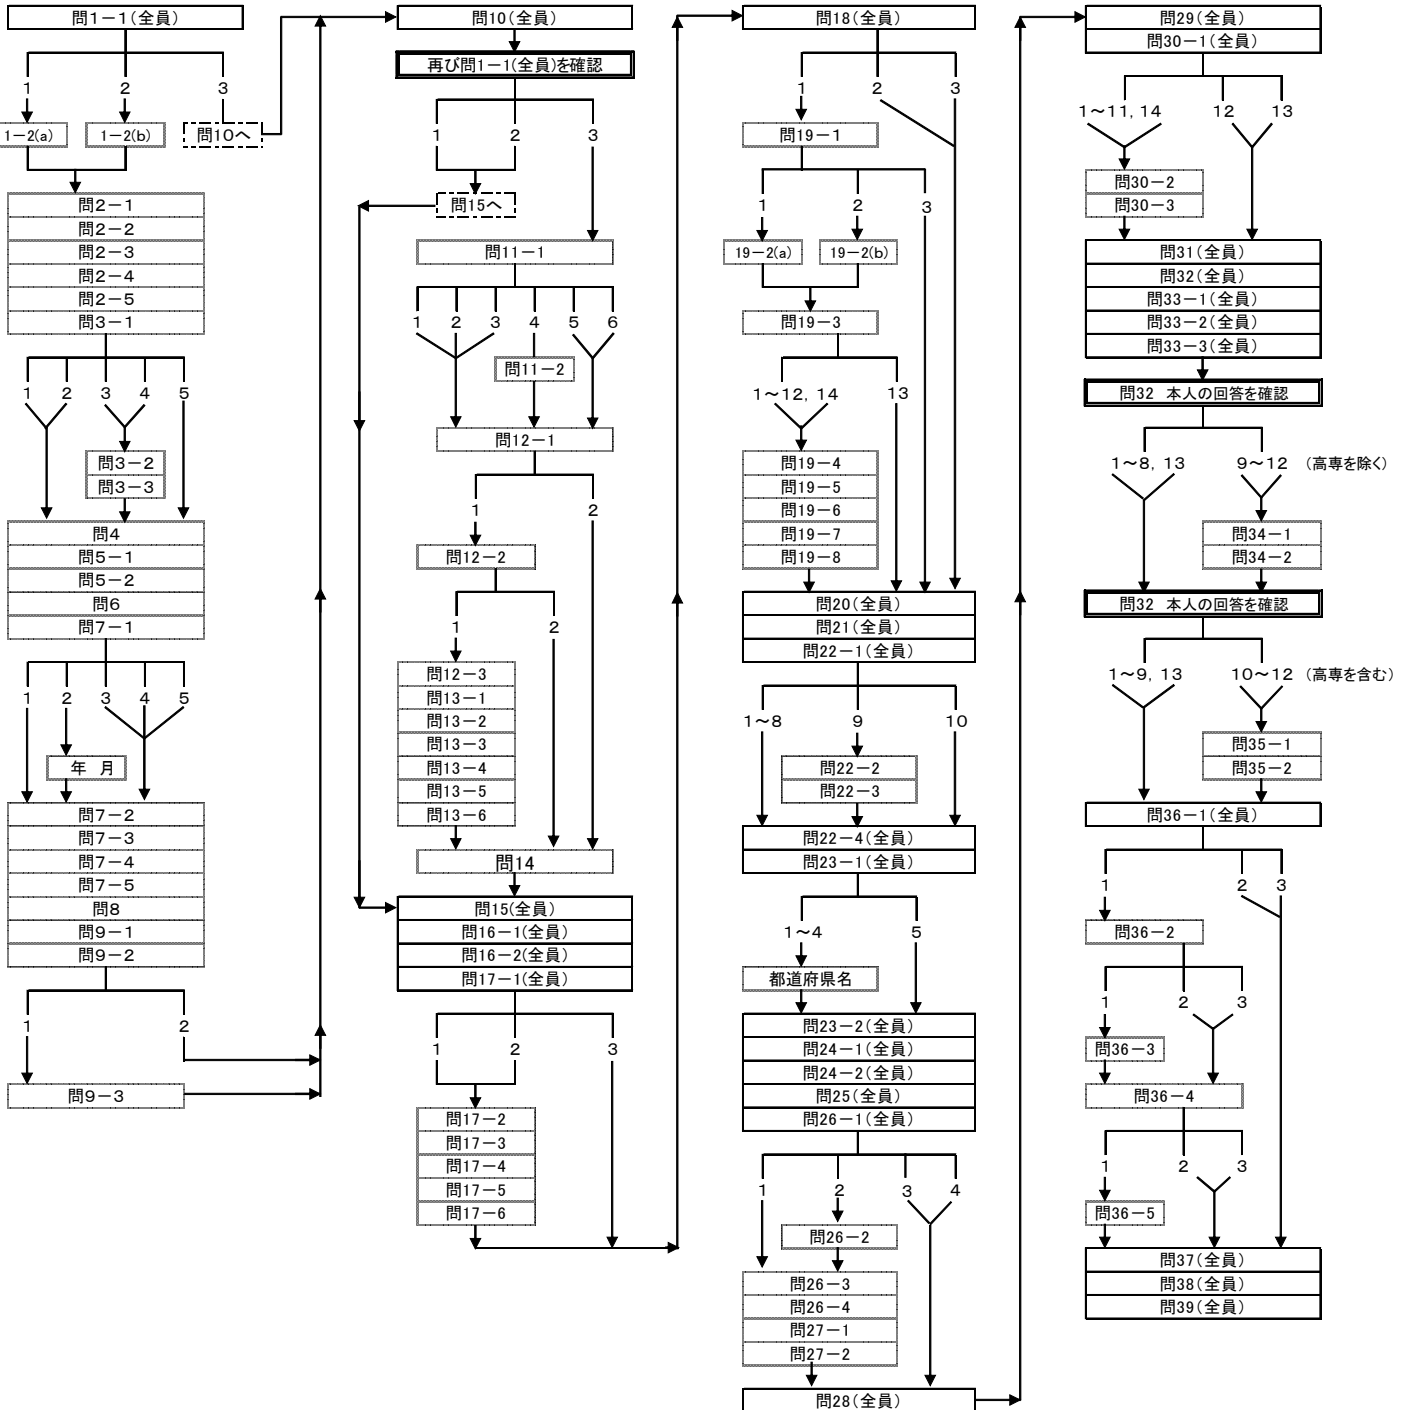 問1－1(全員)
1
2
3
1－2(a)
1－2(b)
問10へ
問2－1
問2－2
問2－3
問2－4
問2－5
問3－1
1
2
3
4
5
問3－2
問3－3
問4
問5－1
問5－2
問6
問7－1
1
2
3
4
5
年 月
問7－2
問7－3
問7－4
問7－5
問8
問9－1
問9－2
1
2
問9－3
問10(全員)
再び問1－1(全員)を確認
1
2
3
問15へ
問11－1
1
2
3
4
5
6
問11－2
問12－1
1
2
問12－2
1
2
問12－3
問13－1
問13－2
問13－3
問13－4
問13－5
問13－6
問14
問15(全員)
問16－1(全員)
問16－2(全員)
問17－1(全員)
1
2
3
問17－2
問17－3
問17－4
問17－5
問17－6
問18(全員)
1
2
3
問19－1
1
2
3
19－2(a)
19－2(b)
問19－3
1～12, 14
13
問19－4
問19－5
問19－6
問19－7
問19－8
問20(全員)
問21(全員)
問22－1(全員)
1～8
9
10
問22－2
問22－3
問22－4(全員)
問23－1(全員)
1～4
5
都道府県名
問23－2(全員)
問24－1(全員)
問24－2(全員)
問25(全員)
問26－1(全員)
1
2
3
4
問26－2
問26－3
問26－4
問27－1
問27－2
問28(全員)
問29(全員)
問30－1(全員)
1～11, 14
12
13
問30－2
問30－3
問31(全員)
問32(全員)
問33－1(全員)
問33－2(全員)
問33－3(全員)
問32 本人の回答を確認
1～8, 13
9～12 (高専を除く)
問34－1
問34－2
問32 本人の回答を確認
1～9, 13
10～12 (高専を含む)
問35－1
問35－2
問36－1(全員)
1
2
3
問36－2
1
2
3
問36－3
問36－4
1
2
3
問36－5
問37(全員)
問38(全員)
問39(全員)